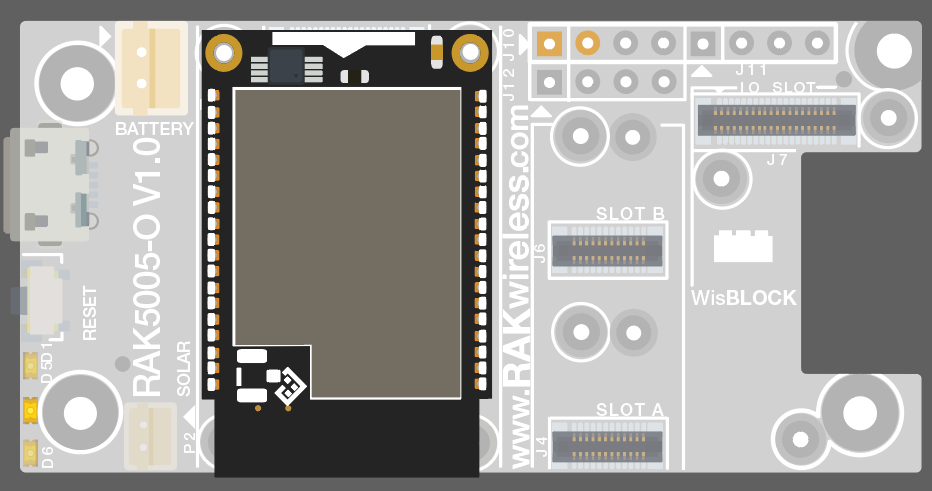 BATTERY
RAK5005-O V1.0
RESET
SOLAR
D1
D5
D6
P2
www.RAKwireless.com
J10
J12
J11
IO SLOT
J7
SLOT B
J6
WisBLOCK
SLOT A
J4